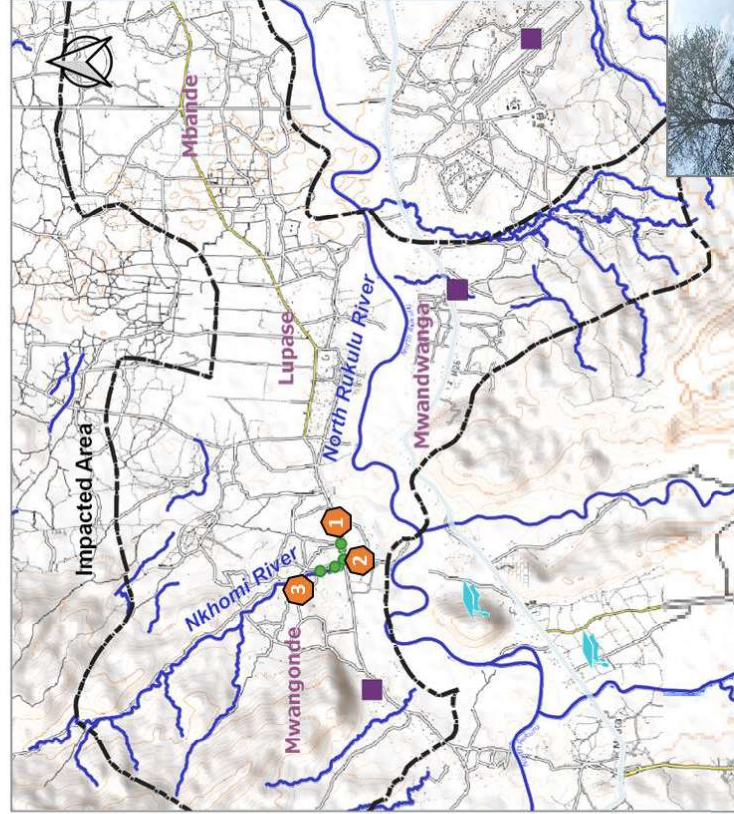 Impacted Area
Mbande
Lupase
North Rukulu River
Nkhomi River
Mwangonde
Mwandwanga
1
2
3